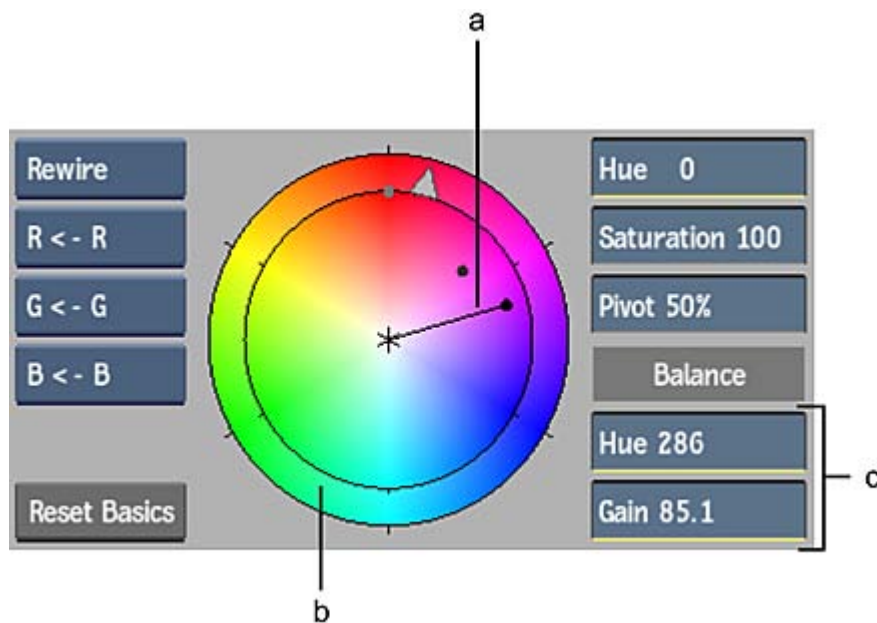 a
Rewire
R <- R
G <- G
B <- B
Reset Basics
Hue 0
Saturation 100
Pivot 50%
Balance
Hue 286
Gain 85.1
c
b